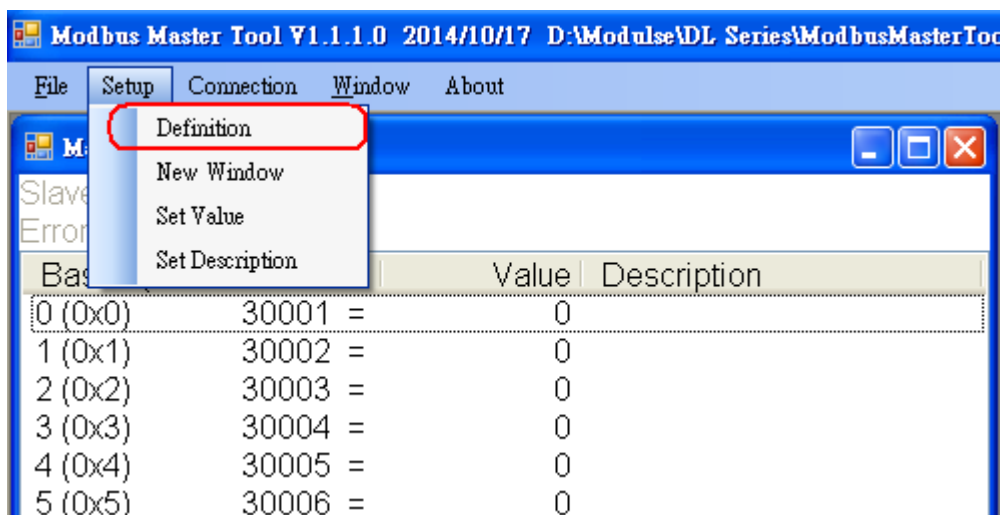 Modbus Master Tool V1.1.1.0 2014/10/17 D:\Modulse\DL Series\ModbusMasterToo
File Setup Connection Window About
Definition
New Window
Set Value
Set Description
Slave
Error
Value Description
0 (0x0) 30001 = 0
1 (0x1) 30002 = 0
2 (0x2) 30003 = 0
3 (0x3) 30004 = 0
4 (0x4) 30005 = 0
5 (0x5) 30006 = 0